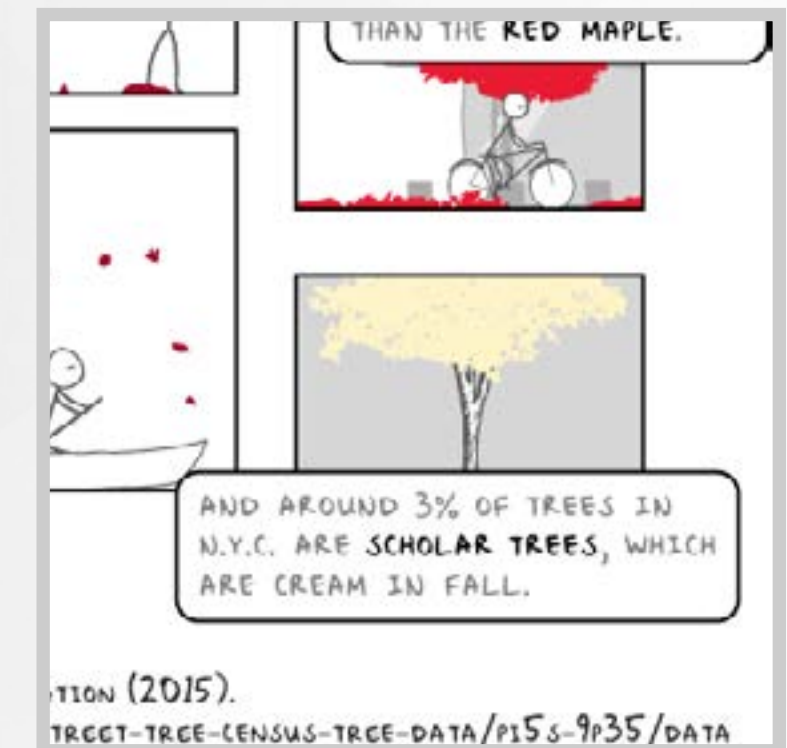 THAN THE RED MAPLE.
AND AROUND 3% OF TREES IN
N.Y.C. ARE SCHOLAR TREES, WHICH
ARE CREAM IN FALL.
TION (2015).
TREET-TREE-CENSUS-TREE-DATA/PI5S-9P35/DATA